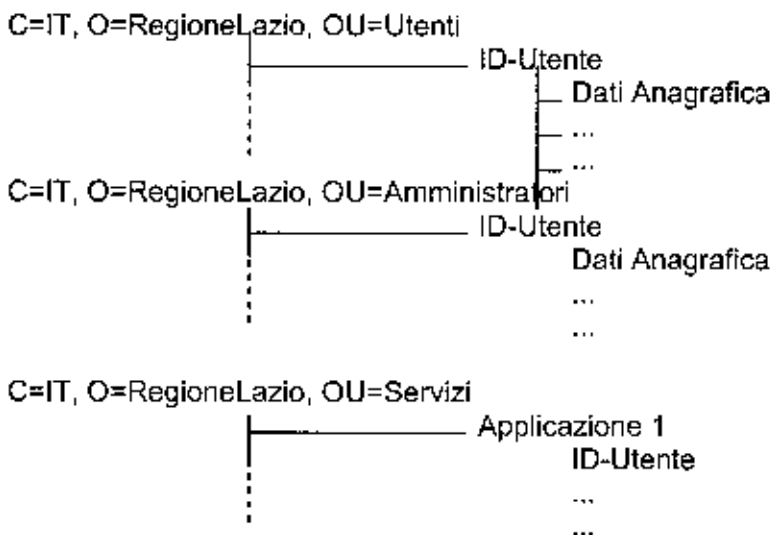 C=IT, O=RegioneLazio, OU=Utenti
ID-Utente
Dati Anagrafica
...
...
C=IT, O=RegioneLazio, OU=Amministratori
ID-Utente
Dati Anagrafica
...
...
C=IT, O=RegioneLazio, OU=Servizi
Applicazione 1
ID-Utente
...
...